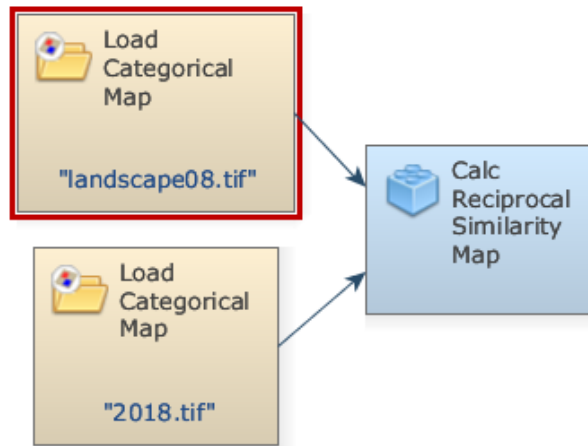 Load
Categorical
Map
"landscape08.tif"
Calc
Reciprocal
Similarity
Map
Load
Categorical
Map
"2018.tif"